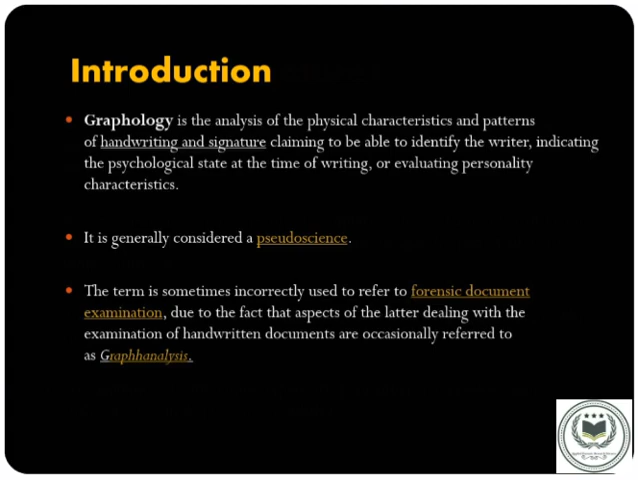 Introduction
• Graphology is the analysis of the physical characteristics and patterns
of handwriting and signature claiming to be able to identify the writer, indicating
the psychological state at the time of writing, or evaluating personality
characteristics.
• It is generally considered a pseudoscience.
• The term is sometimes incorrectly used to refer to forensic document
examination, due to the fact that aspects of the latter dealing with the
examination of handwritten documents are occasionally referred to
as Graphhanalysis.